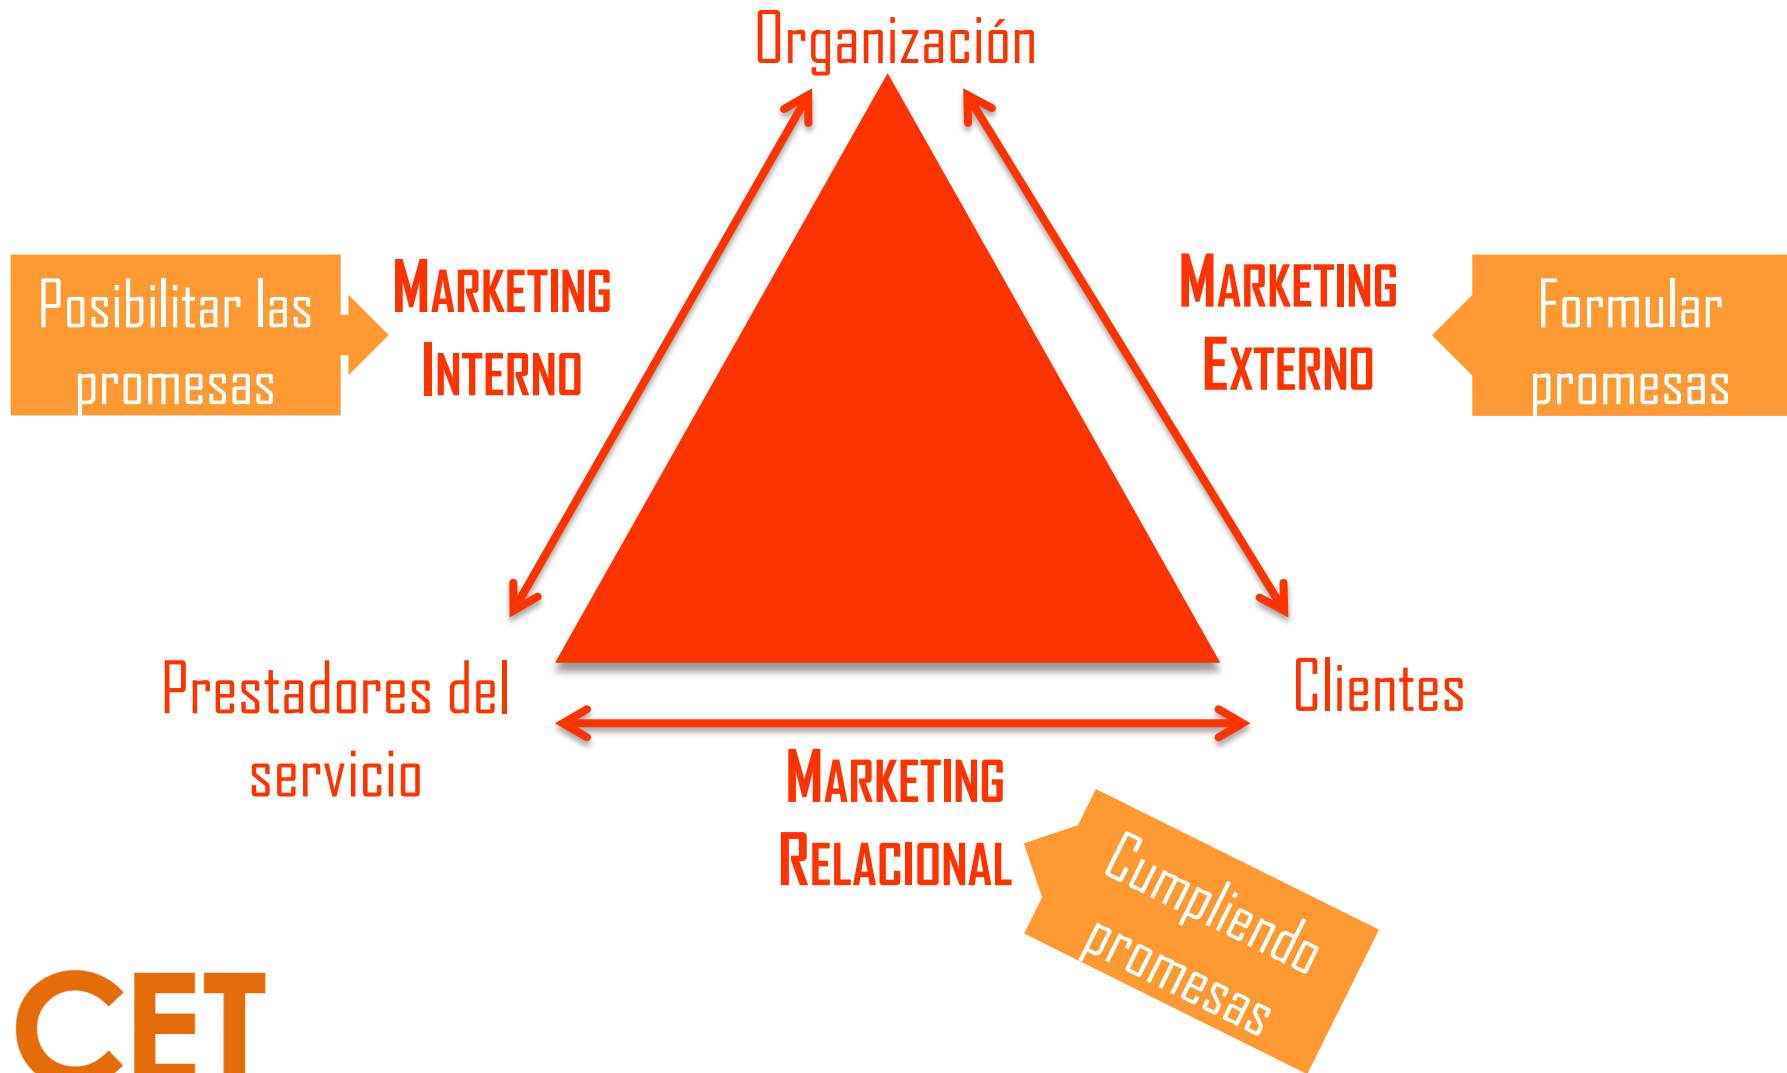 Organización
Posibilitar las
promesas
MARKETING
INTERNO
MARKETING
EXTERNO
Formular
promesas
Prestadores del
servicio
Clientes
MARKETING
RELACIONAL
Cumpliendo
promesas
CET